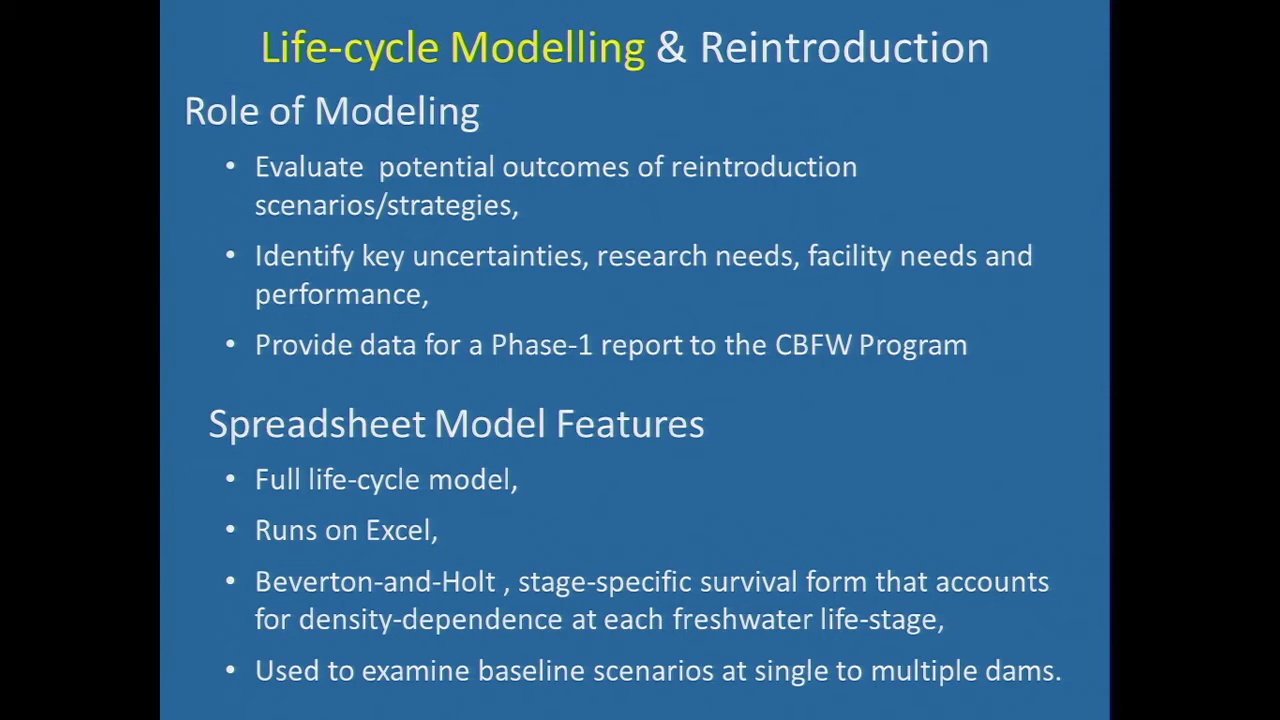 Life-cycle Modelling & Reintroduction
Role of Modeling
• Evaluate potential outcomes of reintroduction
scenarios/strategies,
• Identify key uncertainties, research needs, facility needs and
performance,
• Provide data for a Phase-1 report to the CBFW Program
Spreadsheet Model Features
• Full life-cycle model,
• Runs on Excel,
• Beverton-and-Holt , stage-specific survival form that accounts
for density-dependence at each freshwater life-stage,
• Used to examine baseline scenarios at single to multiple dams.